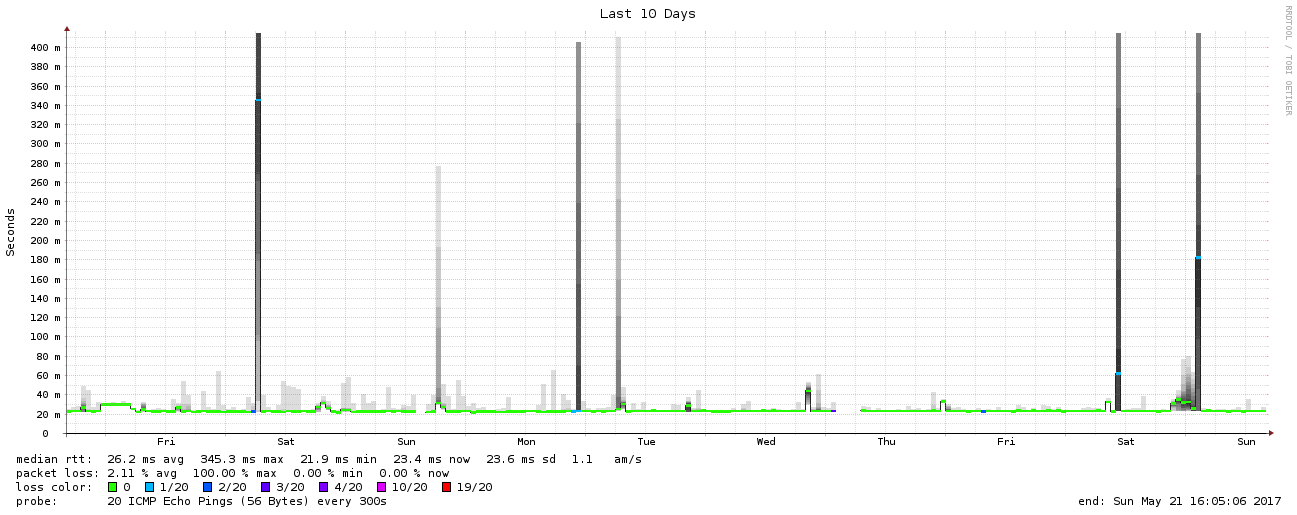 Last 10 Days
RRDTOOL / TOBI OETIKER
Seconds
400 m
380 m
360 m
340 m
320 m
300 m
280 m
260 m
240 m
220 m
200 m
180 m
160 m
140 m
120 m
100 m
80 m
60 m
40 m
20 m
0
Fri Sat Sun Mon Tue Wed Thu Fri Sat Sun
median rtt: 26.2 ms avg 345.3 ms max 21.9 ms min 23.4 ms now 23.6 ms sd 1.1 am/s
packet loss: 2.11 % avg 100.00 % max 0.00 % min 0.00 % now
loss color: 0 1/20 2/20 3/20 4/20 10/20 19/20
probe: 20 ICMP Echo Pings (56 Bytes) every 300s end: Sun May 21 16:05:06 2017